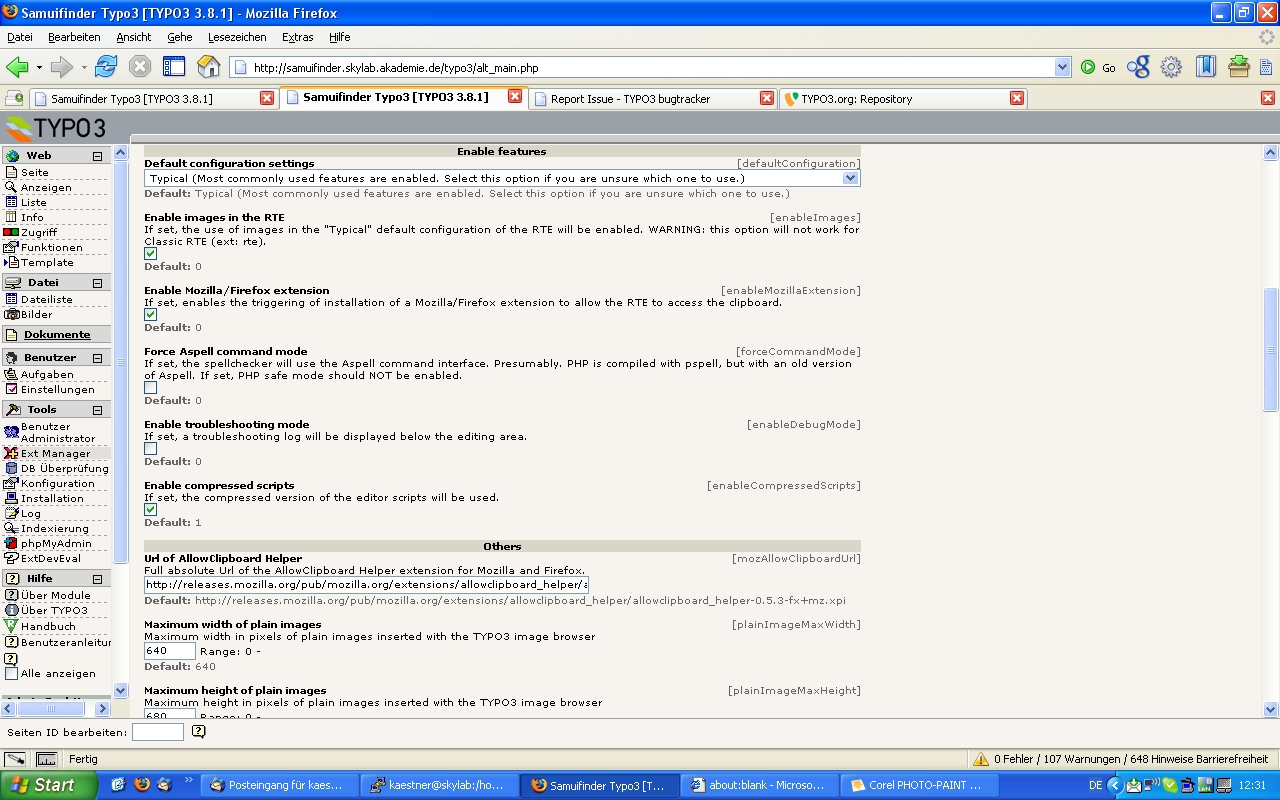 Samuifinder Typo3 [TYPO3 3.8.1] - Mozilla Firefox
Datei Bearbeiten Ansicht Gehe Lesezeichen Extras Hilfe
http://samuifinder.skylab.akademie.de/typo3/alt_main.php
Go
Samuifinder Typo3 [TYPO3 3.8.1]
Samuifinder Typo3 [TYPO3 3.8.1]
Report Issue - TYPO3 bugtracker
TYPO3.org: Repository
TYPO3
Web
Seite
Anzeigen
Liste
Info
Zugriff
Funktionen
Template
Datei
Dateiliste
Bilder
Dokumente
Benutzer
Aufgaben
Einstellungen
Tools
Benutzer
Administrator
Ext Manager
DB Überprüfung
Konfiguration
Installation
Log
Indexierung
phpMyAdmin
ExtDevEval
Hilfe
Über Module
Über TYPO3
Handbuch
Benutzeranleitu
Alle anzeigen
Enable features
Default configuration settings [defaultConfiguration]
Typical (Most commonly used features are enabled. Select this option if you are unsure which one to use.)
Default: Typical (Most commonly used features are enabled. Select this option if you are unsure which one to use.)
Enable images in the RTE [enableImages]
If set, the use of images in the "Typical" default configuration of the RTE will be enabled. WARNING: this option will not work for
Classic RTE (ext: rte).
Default: 0
Enable Mozilla/Firefox extension [enableMozillaExtension]
If set, enables the triggering of installation of a Mozilla/Firefox extension to allow the RTE to access the clipboard.
Default: 0
Force Aspell command mode [forceCommandMode]
If set, the spellchecker will use the Aspell command interface. Presumably. PHP is compiled with pspell, but with an old version
of Aspell. If set, PHP safe mode should NOT be enabled.
Default: 0
Enable troubleshooting mode [enableDebugMode]
If set, a troubleshooting log will be displayed below the editing area.
Default: 0
Enable compressed scripts [enableCompressedScripts]
If set, the compressed version of the editor scripts will be used.
Default: 1
Others
Url of AllowClipboard Helper [mozAllowClipboardUrl]
Full absolute Url of the AllowClipboard Helper extension for Mozilla and Firefox.
http://releases.mozilla.org/pub/mozilla.org/extensions/allowclipboard_helper/a
Default: http://releases.mozilla.org/pub/mozilla.org/extensions/allowclipboard_helper/allowclipboard_helper-0.5.3-fx+mz.xpi
Maximum width of plain images [plainImageMaxWidth]
Maximum width in pixels of plain images inserted with the TYPO3 image browser
640 Range: 0 -
Default: 640
Maximum height of plain images [plainImageMaxHeight]
Maximum height in pixels of plain images inserted with the TYPO3 image browser
680 Range: 0 -
Seiten ID bearbeiten:
Fertig
0 Fehler / 107 Warnungen / 648 Hinweise Barrierefreiheit
Start
Posteingang für kaes...
kaestner@skylab:/ho...
Samuifinder Typo3 [T...
about:blank - Microso...
Corel PHOTO-PAINT ...
DE
12:31